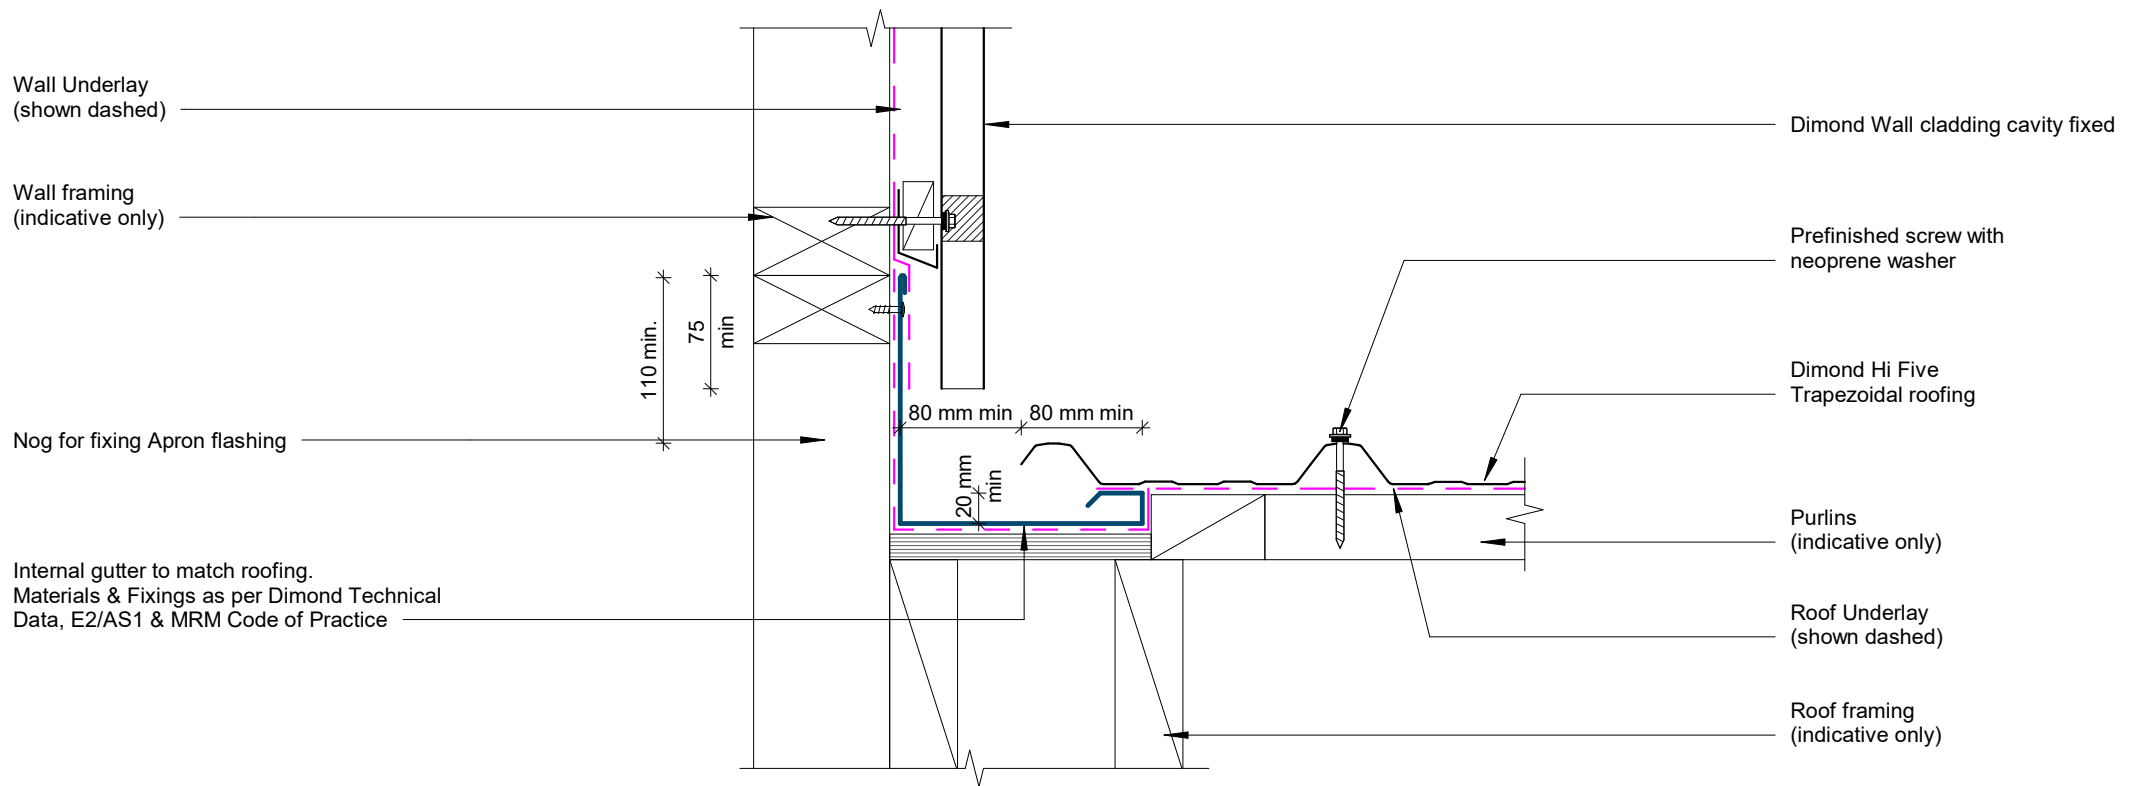 Wall Underlay
(shown dashed)
Wall framing
(indicative only)
Nog for fixing Apron flashing
Internal gutter to match roofing.
Materials & Fixings as per Dimond Technical
Data, E2/AS1 & MRM Code of Practice
110 min.
75
min
80 mm min
80 mm min
20 mm
min
Dimond Wall cladding cavity fixed
Prefinished screw with
neoprene washer
Dimond Hi Five
Trapezoidal roofing
Purlins
(indicative only)
Roof Underlay
(shown dashed)
Roof framing
(indicative only)